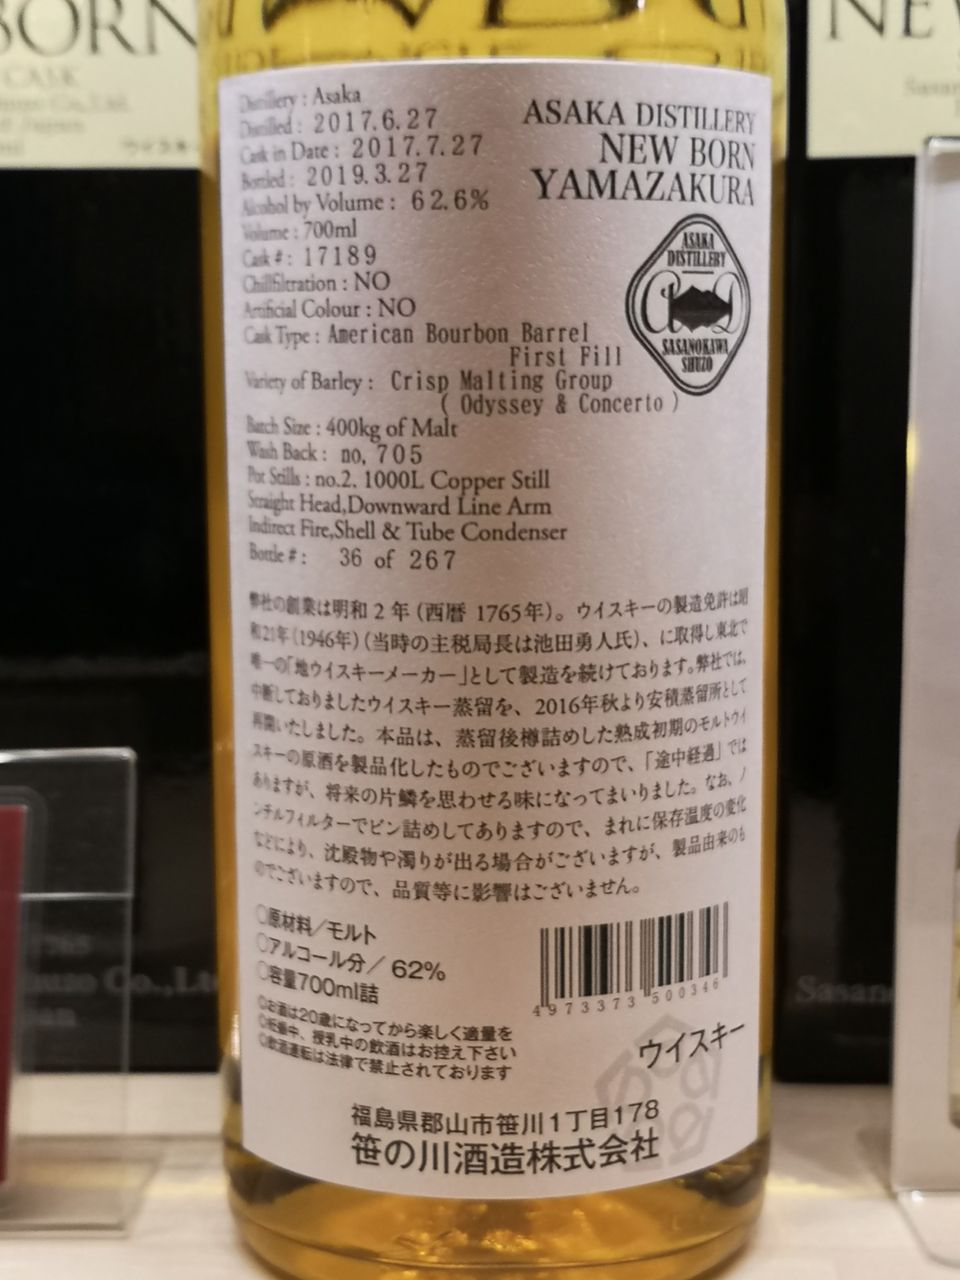 BORN
CASK
NEW
ウイスキー
Distillery : Asaka
Distilled : 2017.6.27
Cask in Date : 2017.7.27
Bottled : 2019.3.27
Alcohol by Volume : 62.6%
Volume : 700ml
Cask # : 17189
Chillfiltration : NO
Artificial Colour : NO
Cask Type : American Bourbon Barrel
First Fill
Variety of Barley : Crisp Malting Group
( Odyssey & Concerto )
Batch Size : 400kg of Malt
Wash Back : no, 705
Pot Stills : no.2. 1000L Copper Still
Straight Head,Downward Line Arm
Indirect Fire,Shell & Tube Condenser
Bottle # : 36 of 267
ASAKA DISTILLERY
NEW BORN
YAMAZAKURA
ASAKA
DISTILLERY
SASANOKAWA
SHUZO
弊社の創業は明和2年(西暦 1765年)。ウイスキーの製造免許は昭
和21年(1946年)(当時の主税局長は池田勇人氏)、に取得し東北で
唯一の「地ウイスキーメーカー」として製造を続けております。弊社では、
中断しておりましたウイスキー蒸留を、2016年秋より安積蒸留所として
再開いたしました。本品は、蒸留後樽詰めした熟成初期のモルトウイ
スキーの原酒を製品化したものでございますので、「途中経過」では
ありますが、将来の片鱗を思わせる味になってまいりました。なお、ノ
ンチルフィルターでビン詰めしてありますので、まれに保存温度の変化
などにより、沈殿物や濁りが出る場合がございますが、製品由来のも
のでございますので、品質等に影響はございません。
○原材料／モルト
○アルコール分／62%
○容量700ml詰
◎お酒は20歳になってから楽しく適量を
◎妊娠中、授乳中の飲酒はお控え下さい
◎飲酒運転は法律で禁止されております
4973373 500346
ウイスキー
福島県郡山市笹川1丁目178
笹の川酒造株式会社